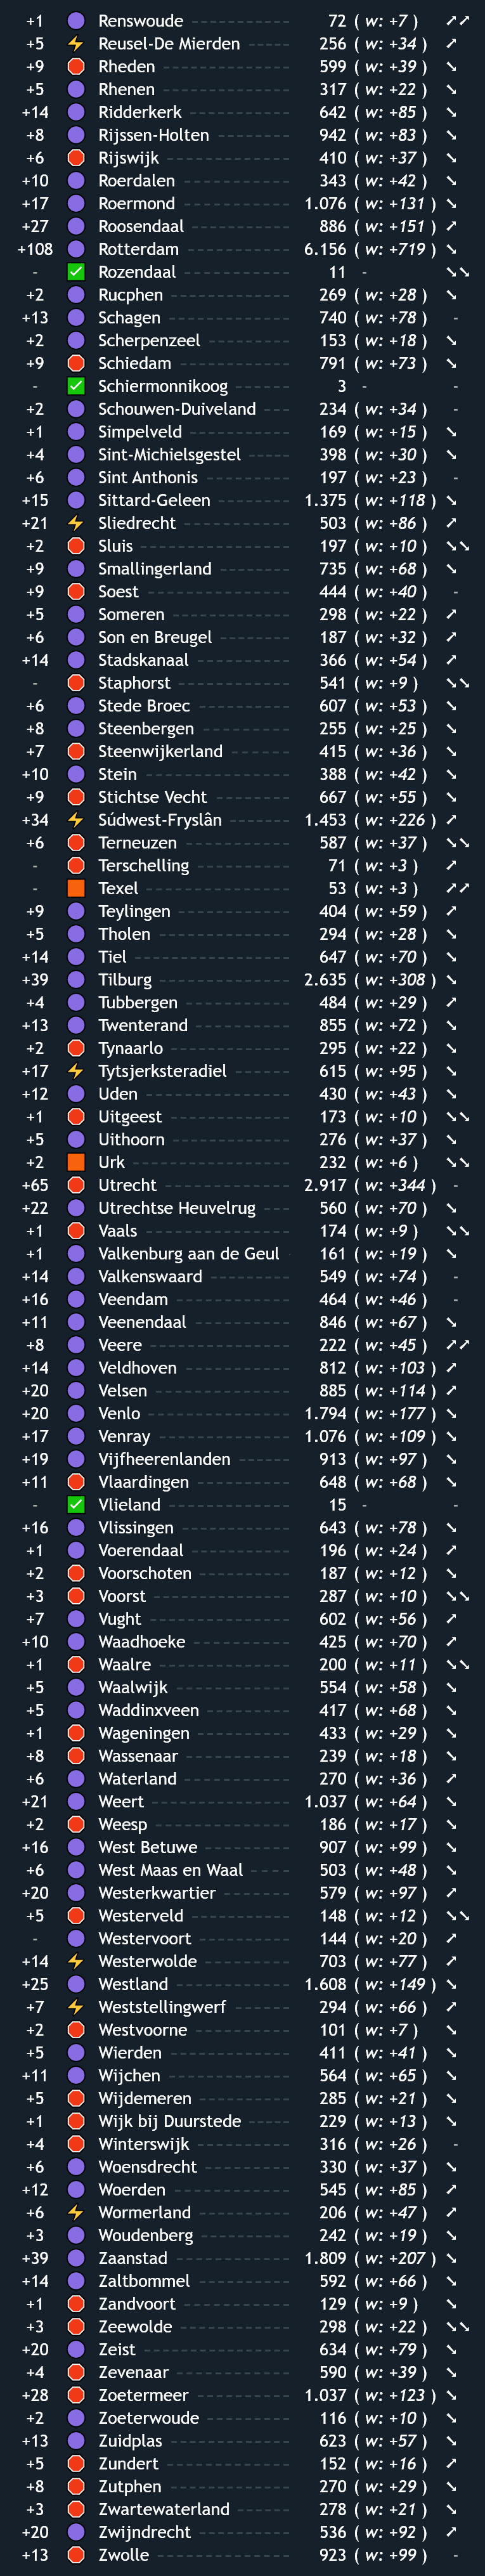 +1 Renswoude 72 ( w: +7 )
+5 Reusel-De Mierden 256 ( w: +34 )
+9 Rheden 599 ( w: +39 )
+5 Rhenen 317 ( w: +22 )
+14 Ridderkerk 642 ( w: +85 )
+8 Rijssen-Holten 942 ( w: +83 )
+6 Rijswijk 410 ( w: +37 )
+10 Roerdalen 343 ( w: +42 )
+17 Roermond 1.076 ( w: +131 )
+27 Roosendaal 886 ( w: +151 )
+108 Rotterdam 6.156 ( w: +719 )
- Rozendaal 11 -
+2 Rucphen 269 ( w: +28 )
+13 Schagen 740 ( w: +78 ) -
+2 Scherpenzeel 153 ( w: +18 )
+9 Schiedam 791 ( w: +73 )
- Schiermonnikoog 3 - -
+2 Schouwen-Duiveland 234 ( w: +34 ) -
+1 Simpelveld 169 ( w: +15 )
+4 Sint-Michielsgestel 398 ( w: +30 )
+6 Sint Anthonis 197 ( w: +23 ) -
+15 Sittard-Geleen 1.375 ( w: +118 )
+21 Sliedrecht 503 ( w: +86 )
+2 Sluis 197 ( w: +10 )
+9 Smallingerland 735 ( w: +68 )
+9 Soest 444 ( w: +40 ) -
+5 Someren 298 ( w: +22 )
+6 Son en Breugel 187 ( w: +32 )
+14 Stadskanaal 366 ( w: +54 )
- Staphorst 541 ( w: +9 )
+6 Stede Broec 607 ( w: +53 )
+8 Steenbergen 255 ( w: +25 )
+7 Steenwijkerland 415 ( w: +36 )
+10 Stein 388 ( w: +42 )
+9 Stichtse Vecht 667 ( w: +55 )
+34 Súdwest-Fryslân 1.453 ( w: +226 )
+6 Terneuzen 587 ( w: +37 )
- Terschelling 71 ( w: +3 )
- Texel 53 ( w: +3 )
+9 Teylingen 404 ( w: +59 )
+5 Tholen 294 ( w: +28 )
+14 Tiel 647 ( w: +70 )
+39 Tilburg 2.635 ( w: +308 )
+4 Tubbergen 484 ( w: +29 )
+13 Twenterand 855 ( w: +72 )
+2 Tynaarlo 295 ( w: +22 )
+17 Tytsjerksteradiel 615 ( w: +95 )
+12 Uden 430 ( w: +43 )
+1 Uitgeest 173 ( w: +10 )
+5 Uithoorn 276 ( w: +37 )
+2 Urk 232 ( w: +6 )
+65 Utrecht 2.917 ( w: +344 ) -
+22 Utrechtse Heuvelrug 560 ( w: +70 )
+1 Vaals 174 ( w: +9 )
+1 Valkenburg aan de Geul 161 ( w: +19 )
+14 Valkenswaard 549 ( w: +74 ) -
+16 Veendam 464 ( w: +46 ) -
+11 Veenendaal 846 ( w: +67 )
+8 Veere 222 ( w: +45 )
+14 Veldhoven 812 ( w: +103 )
+20 Velsen 885 ( w: +114 )
+20 Venlo 1.794 ( w: +177 )
+17 Venray 1.076 ( w: +109 )
+19 Vijfheerenlanden 913 ( w: +97 )
+11 Vlaardingen 648 ( w: +68 )
- Vlieland 15 - -
+16 Vlissingen 643 ( w: +78 )
+1 Voerendaal 196 ( w: +24 )
+2 Voorschoten 187 ( w: +12 )
+3 Voorst 287 ( w: +10 )
+7 Vught 602 ( w: +56 )
+10 Waadhoeke 425 ( w: +70 )
+1 Waalre 200 ( w: +11 )
+5 Waalwijk 554 ( w: +58 )
+5 Waddinxveen 417 ( w: +68 )
+1 Wageningen 433 ( w: +29 )
+8 Wassenaar 239 ( w: +18 )
+6 Waterland 270 ( w: +36 )
+21 Weert 1.037 ( w: +64 )
+2 Weesp 186 ( w: +17 )
+16 West Betuwe 907 ( w: +99 )
+6 West Maas en Waal 503 ( w: +48 )
+20 Westerkwartier 579 ( w: +97 )
+5 Westerveld 148 ( w: +12 )
- Westervoort 144 ( w: +20 )
+14 Westerwolde 703 ( w: +77 )
+25 Westland 1.608 ( w: +149 )
+7 Weststellingwerf 294 ( w: +66 )
+2 Westvoorne 101 ( w: +7 )
+5 Wierden 411 ( w: +41 )
+11 Wijchen 564 ( w: +65 )
+5 Wijdemeren 285 ( w: +21 )
+1 Wijk bij Duurstede 229 ( w: +13 )
+4 Winterswijk 316 ( w: +26 ) -
+6 Woensdrecht 330 ( w: +37 )
+12 Woerden 545 ( w: +85 )
+6 Wormerland 206 ( w: +47 )
+3 Woudenberg 242 ( w: +19 )
+39 Zaanstad 1.809 ( w: +207 )
+14 Zaltbommel 592 ( w: +66 )
+1 Zandvoort 129 ( w: +9 )
+3 Zeewolde 298 ( w: +22 )
+20 Zeist 634 ( w: +79 )
+4 Zevenaar 590 ( w: +39 )
+28 Zoetermeer 1.037 ( w: +123 )
+2 Zoeterwoude 116 ( w: +10 )
+13 Zuidplas 623 ( w: +57 )
+5 Zundert 152 ( w: +16 )
+8 Zutphen 270 ( w: +29 )
+3 Zwartewaterland 278 ( w: +21 )
+20 Zwijndrecht 536 ( w: +92 )
+13 Zwolle 923 ( w: +99 ) -